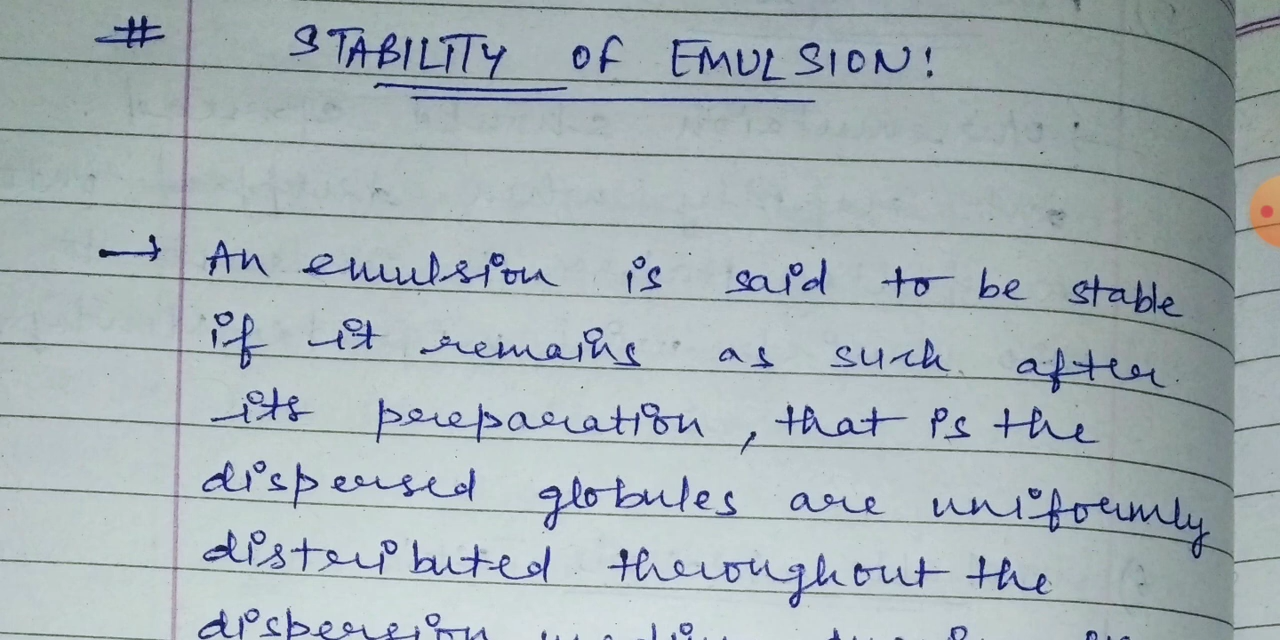 # STABILITY OF EMULSION!
→ An emulsion is said to be stable
if it remains as such after
its preparation, that is the
dispersed globules are uniformly
distributed throughout the
dispersion